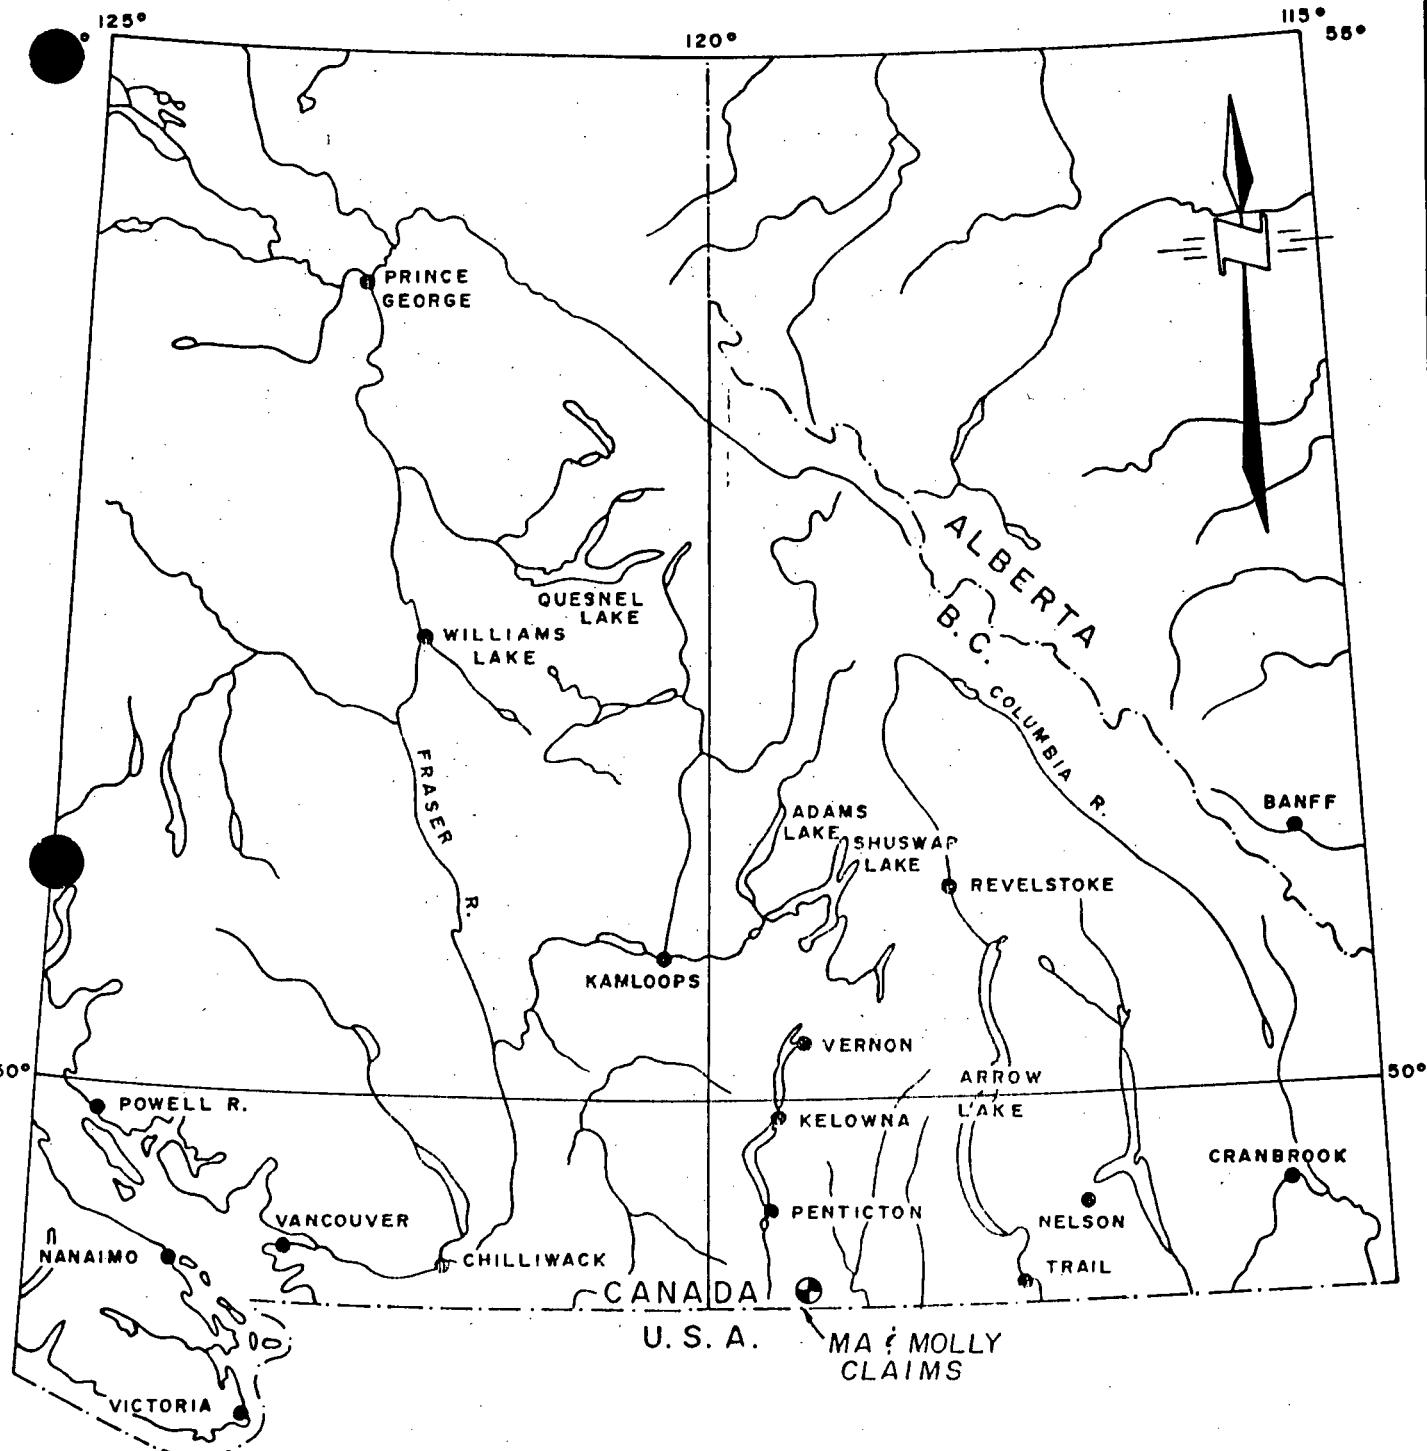 125°
°
120°
115°
55°
PRINCE
GEORGE
ALBERTA
B.C.
QUESNEL
LAKE
WILLIAMS
LAKE
COLUMBIA R.
FRASER R.
BANFF
ADAMS
LAKE
SHUSWAP
LAKE
REVELSTOKE
KAMLOOPS
VERNON
50°
ARROW
LAKE
50°
POWELL R.
KELOWNA
CRANBROOK
PENTICTON
NELSON
VANCOUVER
NANAIMO
CHILLIWACK
TRAIL
CANADA
U.S.A.
MA & MOLLY
CLAIMS
VICTORIA